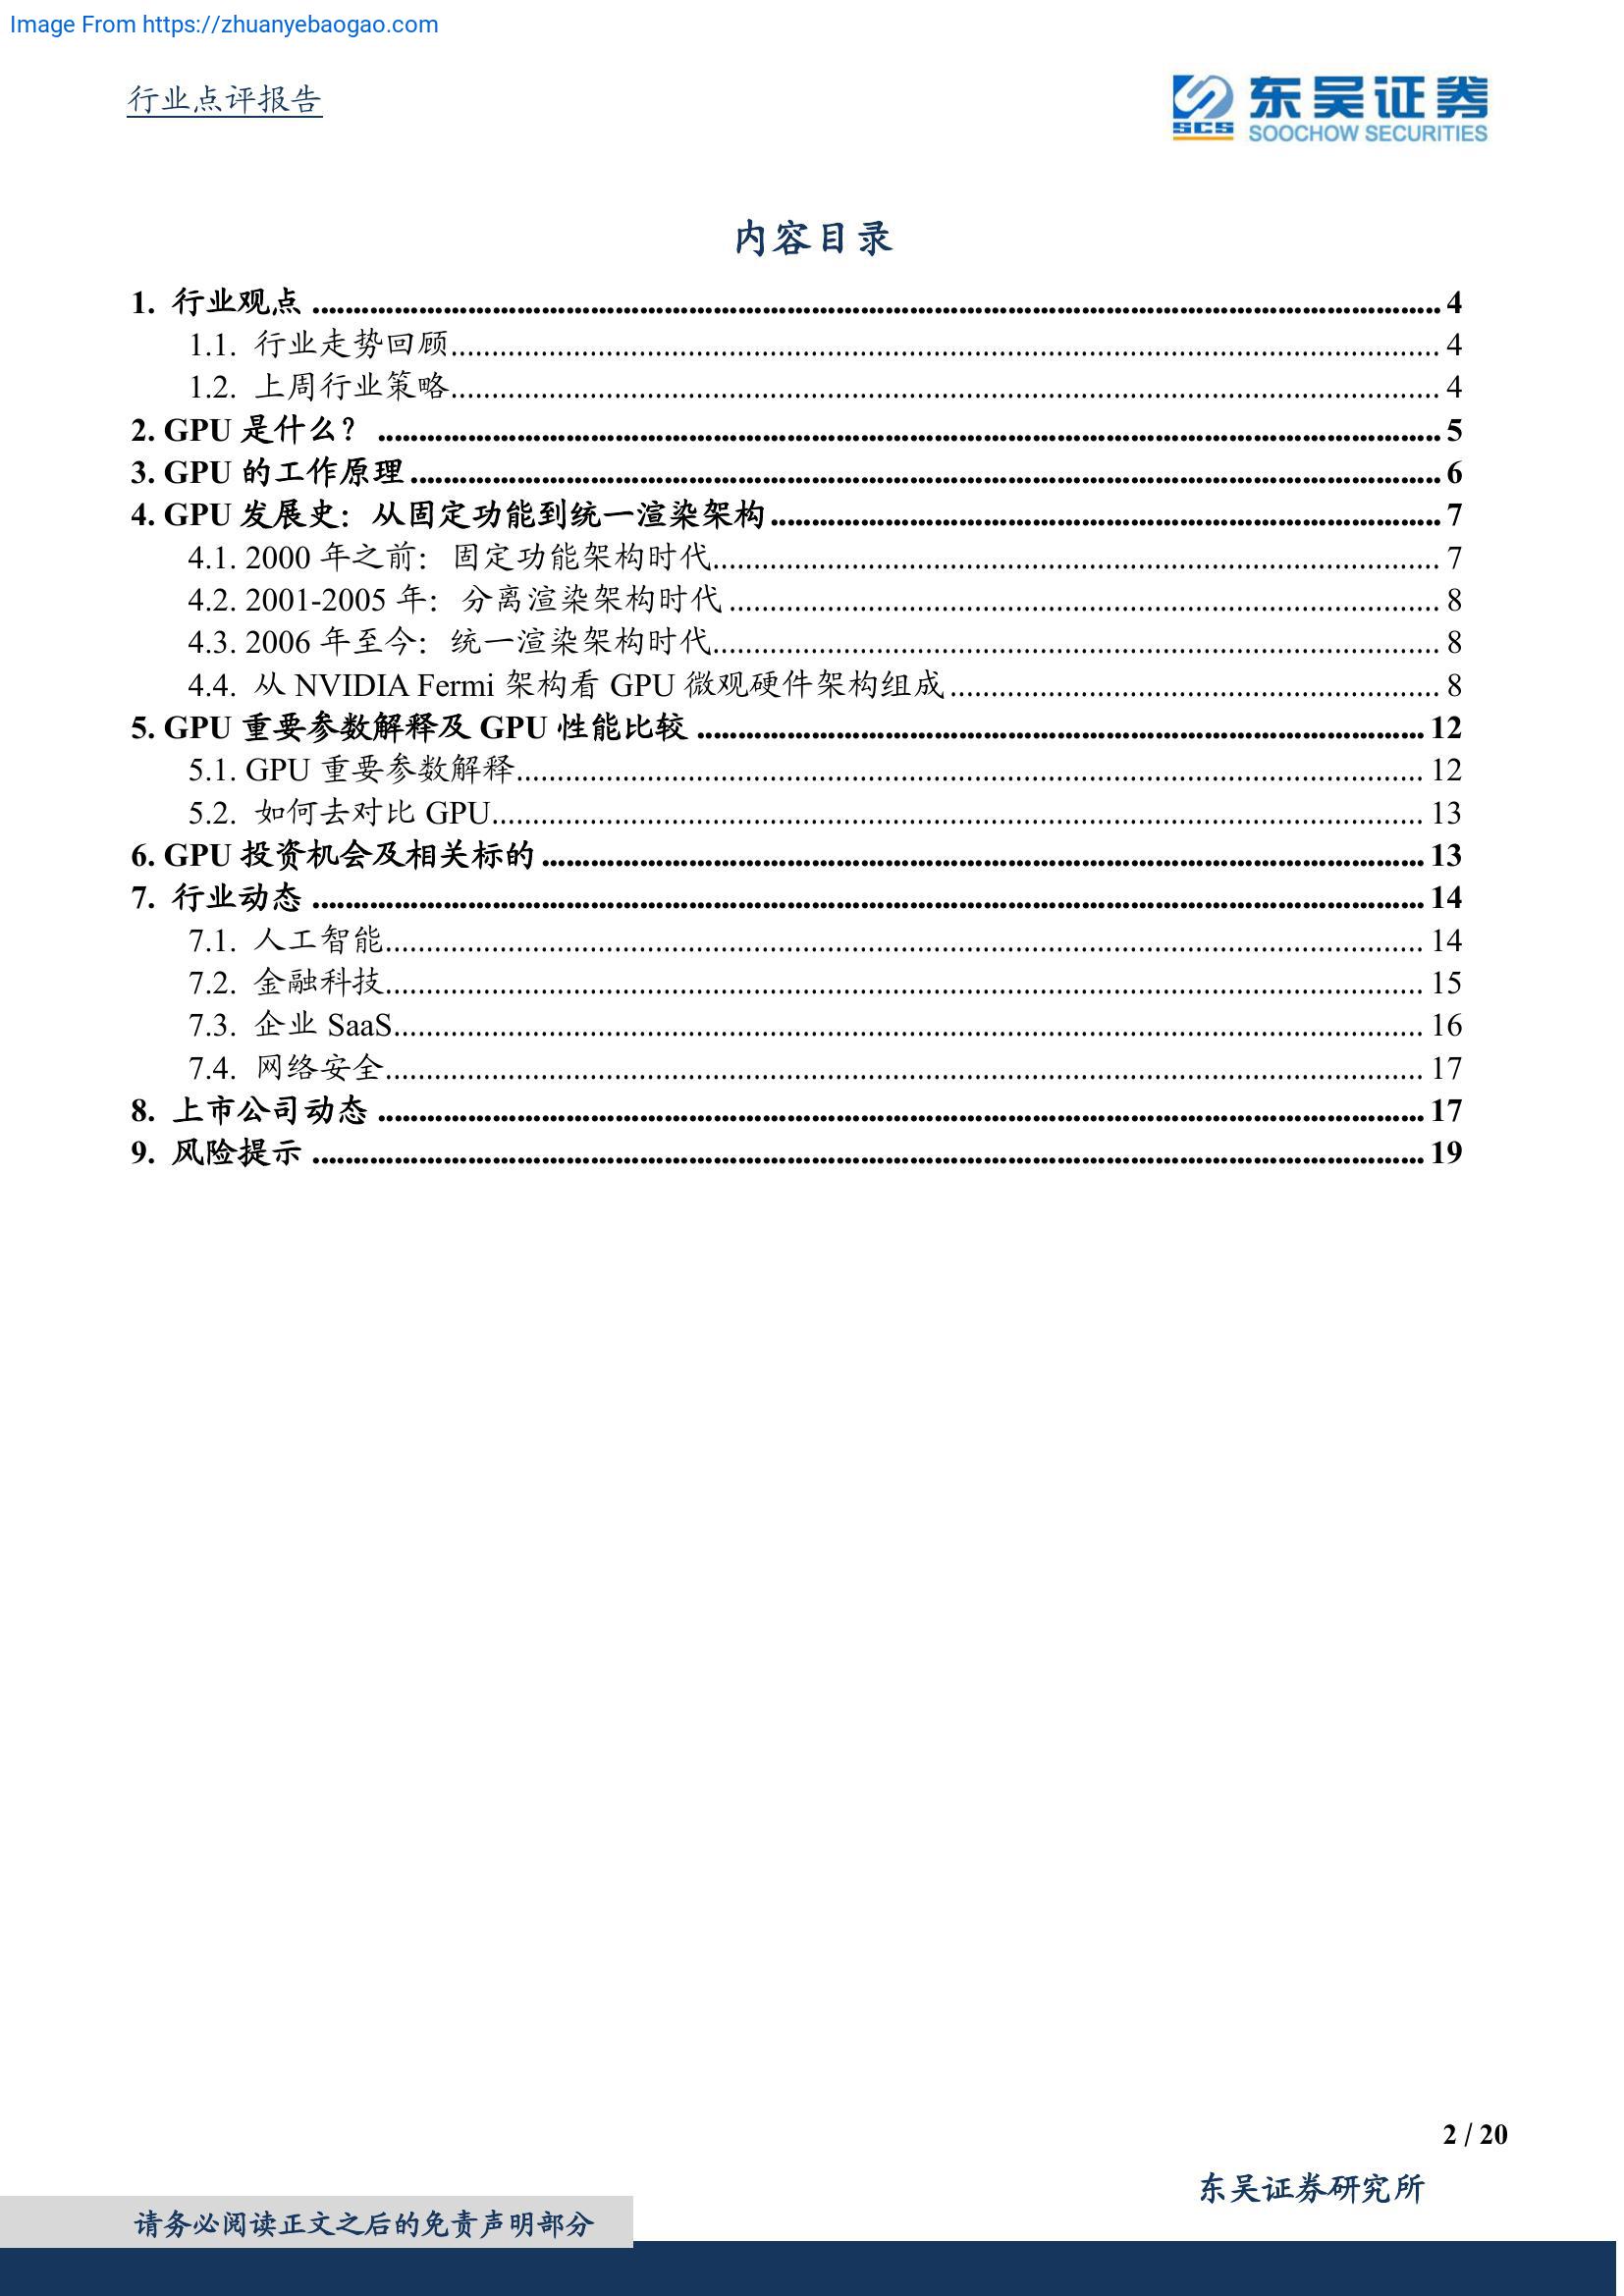 Image From https://zhuanyebaogao.com
行业点评报告
SCS 东吴证券
SOOCHOW SECURITIES
内容目录
1. 行业观点 ........ 4
1.1. 行业走势回顾 ........ 4
1.2. 上周行业策略 ........ 4
2. GPU 是什么？ ........ 5
3. GPU 的工作原理 ........ 6
4. GPU 发展史：从固定功能到统一渲染架构 ........ 7
4.1. 2000 年之前：固定功能架构时代 ........ 7
4.2. 2001-2005 年：分离渲染架构时代 ........ 8
4.3. 2006 年至今：统一渲染架构时代 ........ 8
4.4. 从 NVIDIA Fermi 架构看 GPU 微观硬件架构组成 ........ 8
5. GPU 重要参数解释及 GPU 性能比较 ........ 12
5.1. GPU 重要参数解释 ........ 12
5.2. 如何去对比 GPU ........ 13
6. GPU 投资机会及相关标的 ........ 13
7. 行业动态 ........ 14
7.1. 人工智能 ........ 14
7.2. 金融科技 ........ 15
7.3. 企业 SaaS ........ 16
7.4. 网络安全 ........ 17
8. 上市公司动态 ........ 17
9. 风险提示 ........ 19
2 / 20
东吴证券研究所
请务必阅读正文之后的免责声明部分